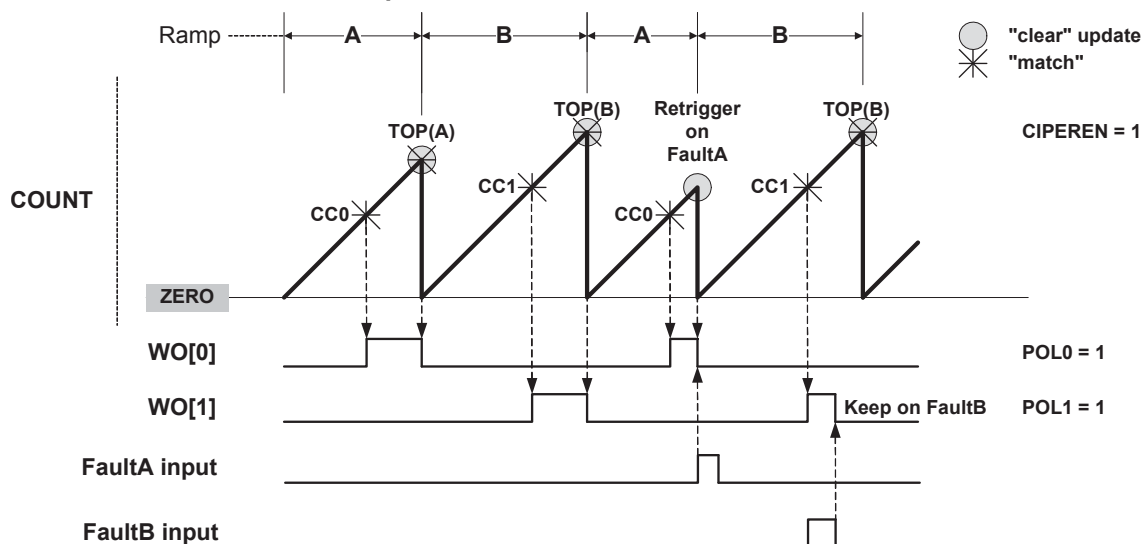 Ramp A B A B
"clear" update
"match"
TOP(A) TOP(B) Retrigger on FaultA TOP(B)
CIPEREN = 1
COUNT
CC0 CC1 CC0 CC1
ZERO
WO[0] POL0 = 1
WO[1] Keep on FaultB POL1 = 1
FaultA input
FaultB input